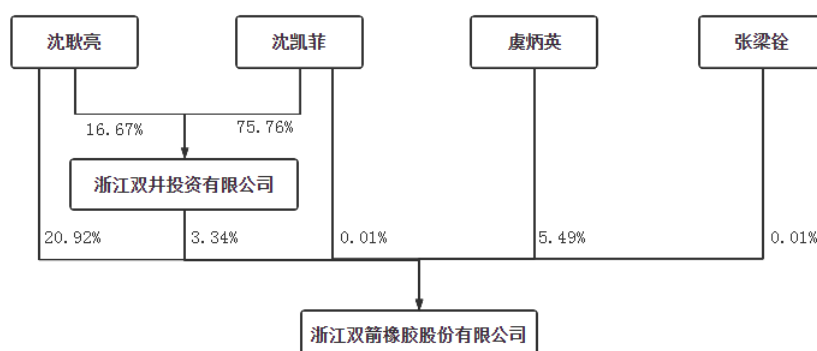 沈耿亮
沈凯菲
虞炳英
张梁铨
16.67%
75.76%
浙江双井投资有限公司
20.92%
3.34%
0.01%
5.49%
0.01%
浙江双箭橡胶股份有限公司